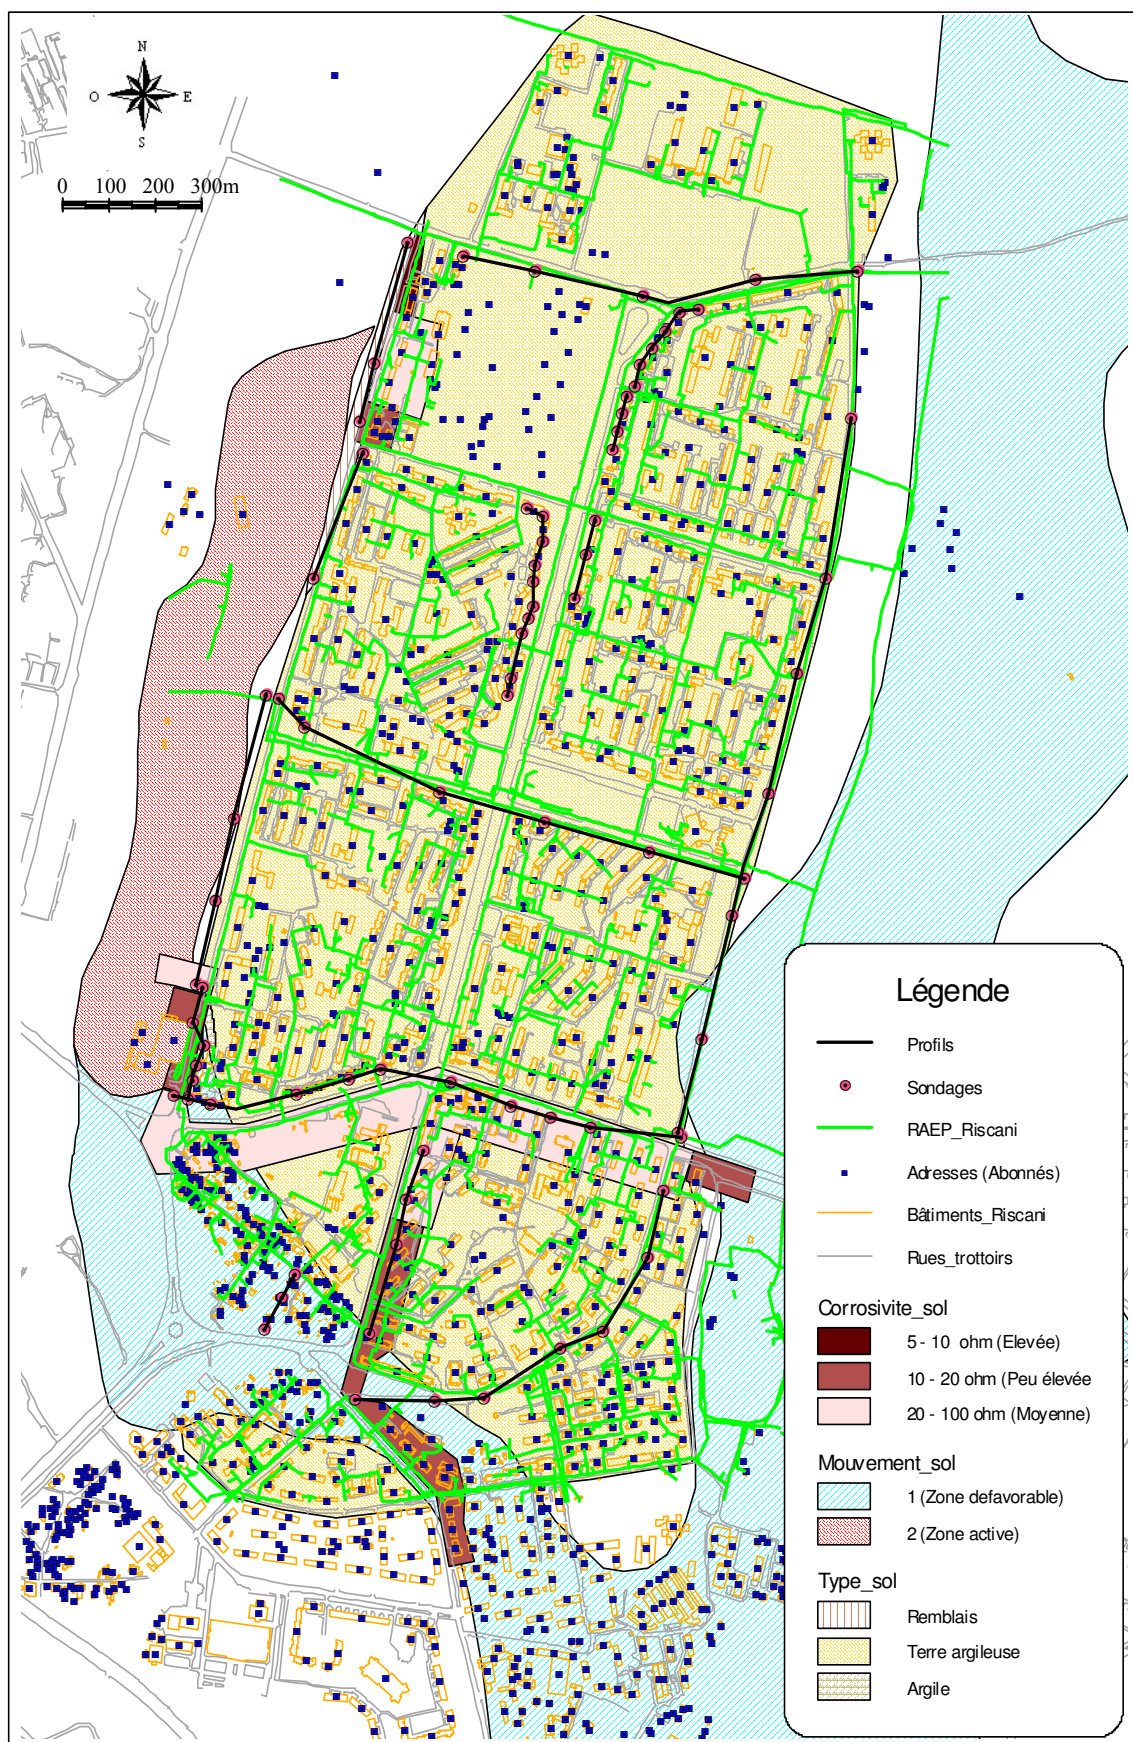 N
O
E
S
0 100 200 300m
Légende
Profils
Sondages
RAEP_Riscani
Adresses (Abonnés)
Bâtiments_Riscani
Rues_trottoirs
Corrosivite_sol
5 - 10 ohm (Elevée)
10 - 20 ohm (Peu élevée
20 - 100 ohm (Moyenne)
Mouvement_sol
1 (Zone defavorable)
2 (Zone active)
Type_sol
Remblais
Terre argileuse
Argile